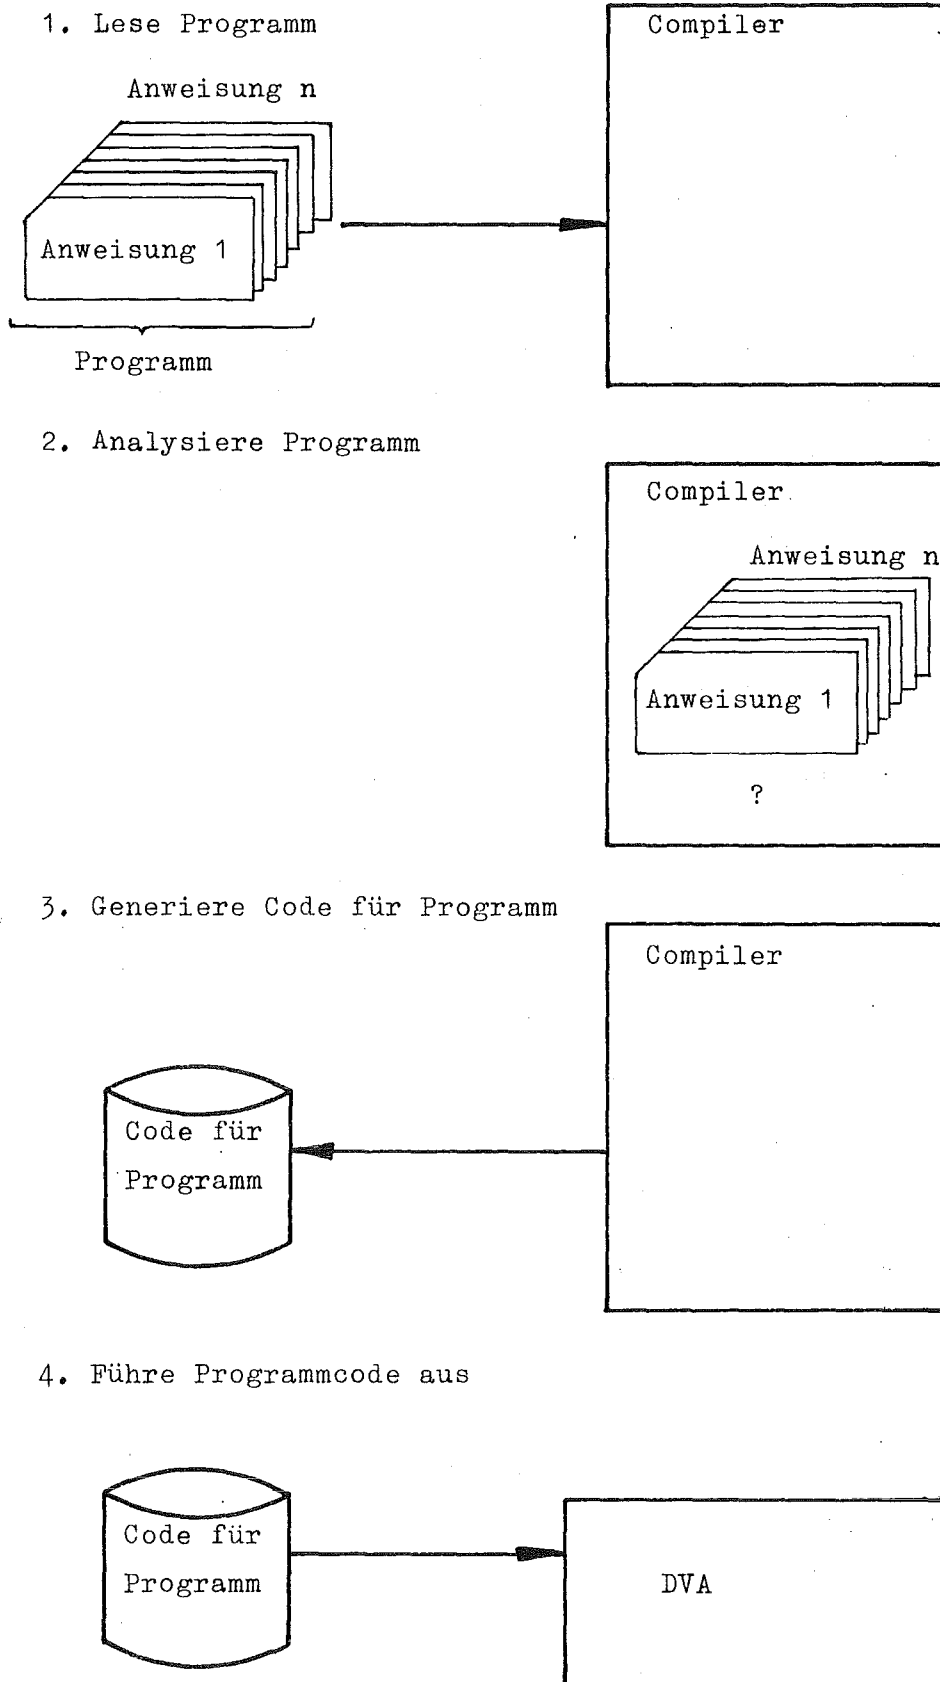 1. Lese Programm
Compiler
Anweisung n
Anweisung 1
Programm
2. Analysiere Programm
Compiler
Anweisung n
Anweisung 1
?
3. Generiere Code für Programm
Compiler
Code für
Programm
4. Führe Programmcode aus
Code für
Programm
DVA